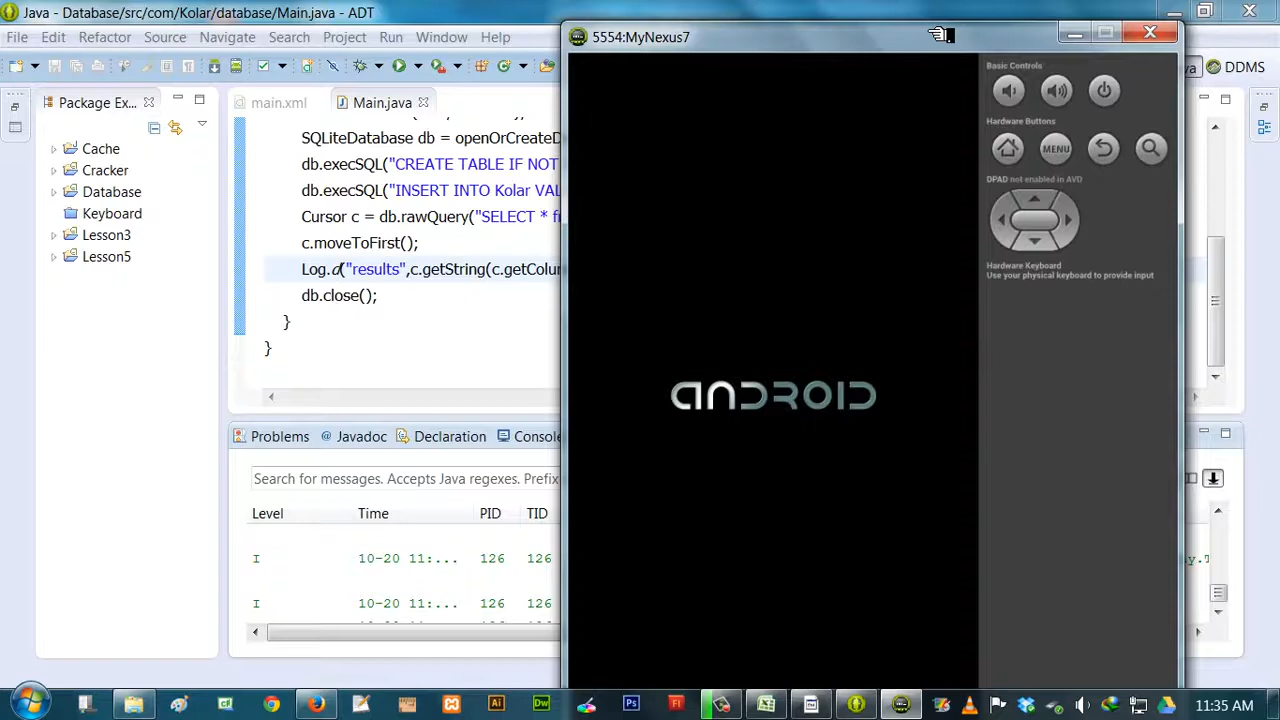 Java - Database/src/com/Kolar/database/Main.java - ADT
File Edit Refactor Source Navigate Search Project Run Window Help
DDMS
5554:MyNexus7
Package Ex...
main.xml
Main.java
Cache
Cracker
Database
Keyboard
Lesson3
Lesson5
SQLiteDatabase db = openOrCreateD
db.execSQL("CREATE TABLE IF NOT
db.execSQL("INSERT INTO Kolar VAL
Cursor c = db.rawQuery("SELECT * fr
c.moveToFirst();
Log.d("results",c.getString(c.getColur
db.close();
}
}
Basic Controls
Hardware Buttons
MENU
DPAD not enabled in AVD
Hardware Keyboard
Use your physical keyboard to provide input
ANDROID
Problems @ Javadoc Declaration Console
Search for messages. Accepts Java regexes. Prefix
Level Time PID TID
I 10-20 11:... 126 126
I 10-20 11:... 126 126
11:35 AM